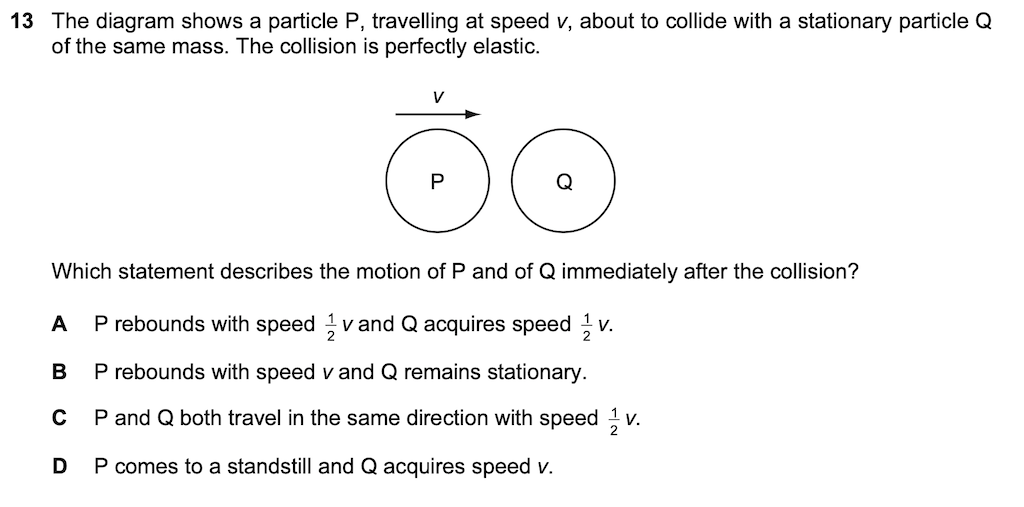 13 The diagram shows a particle P, travelling at speed v, about to collide with a stationary particle Q
of the same mass. The collision is perfectly elastic.
v
P
Q
Which statement describes the motion of P and of Q immediately after the collision?
A P rebounds with speed 1/2 v and Q acquires speed 1/2 v.
B P rebounds with speed v and Q remains stationary.
C P and Q both travel in the same direction with speed 1/2 v.
D P comes to a standstill and Q acquires speed v.